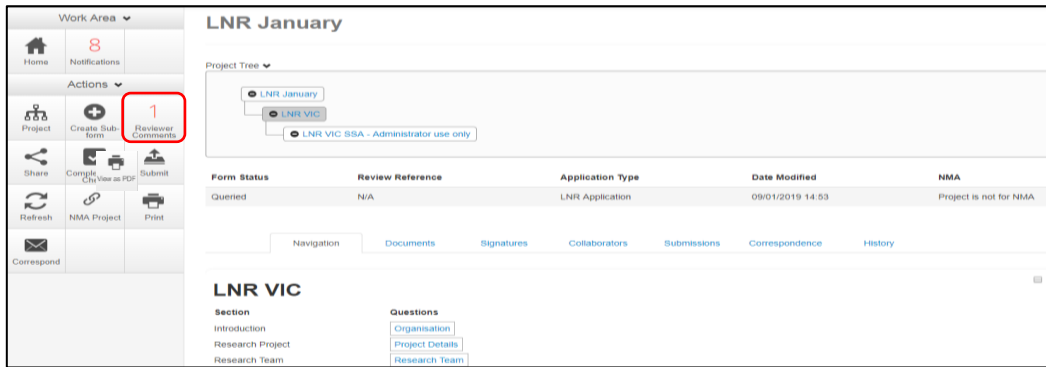 Work Area
LNR January
8
Home
Notifications
Project Tree
Actions
LNR January
LNR VIC
LNR VIC SSA - Administrator use only
1
Project
Create Sub-form
Reviewer Comments
Share
View as PDF
Submit
Form Status Review Reference Application Type Date Modified NMA
Queried N/A LNR Application 09/01/2019 14:53 Project is not for NMA
Refresh
NMA Project
Print
Navigation Documents Signatures Collaborators Submissions Correspondence History
Correspond
LNR VIC
Section Questions
Introduction Organisation
Research Project Project Details
Research Team Research Team